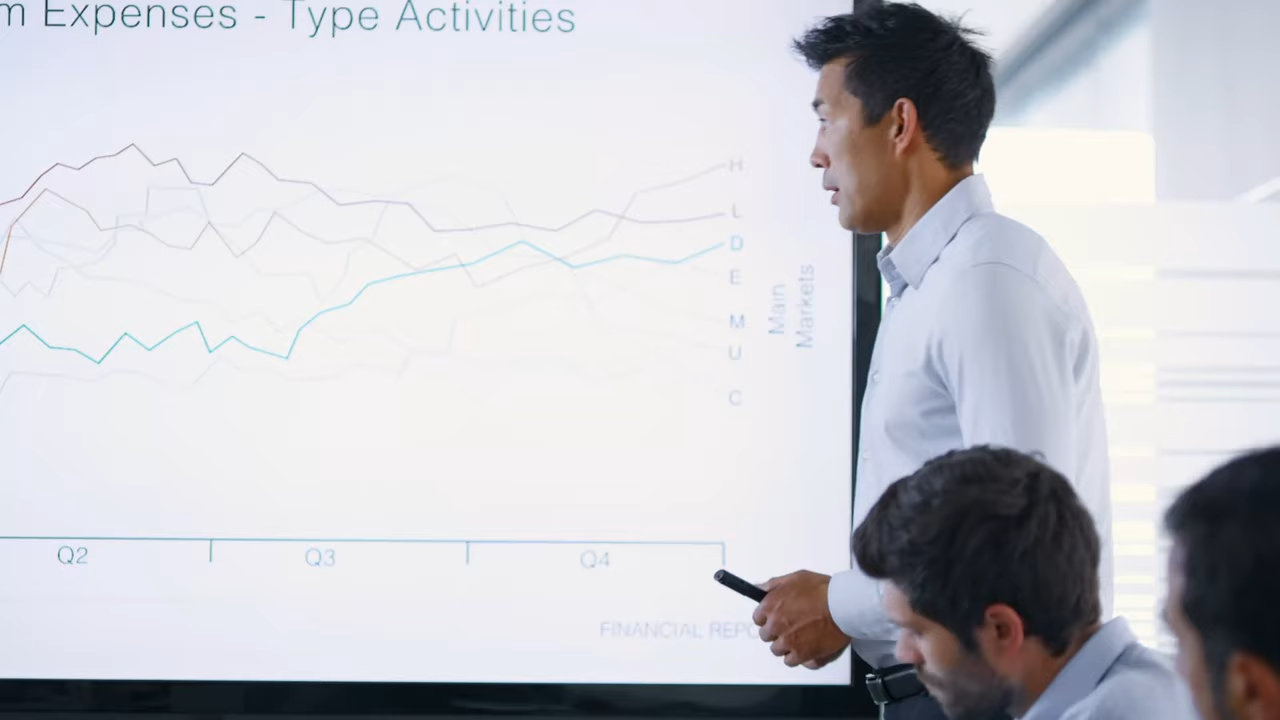 m Expenses - Type Activities
H
L
D
E
M
U
C
Main
Markets
Q2 Q3 Q4
FINANCIAL REPO